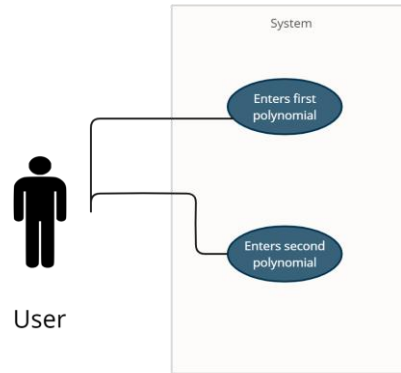 System
Enters first
polynomial
Enters second
polynomial
User